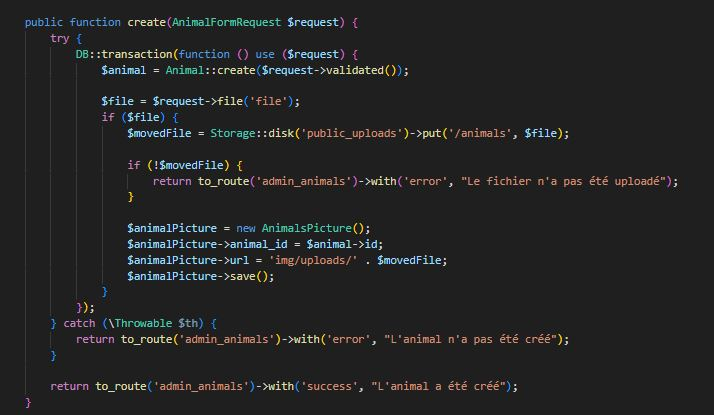 public function create(AnimalFormRequest $request) {
    try {
        DB::transaction(function () use ($request) {
            $animal = Animal::create($request->validated());

            $file = $request->file('file');
            if ($file) {
                $movedFile = Storage::disk('public_uploads')->put('/animals', $file);

                if (!$movedFile) {
                    return to_route('admin_animals')->with('error', "Le fichier n'a pas été uploadé");
                }

                $animalPicture = new AnimalsPicture();
                $animalPicture->animal_id = $animal->id;
                $animalPicture->url = 'img/uploads/' . $movedFile;
                $animalPicture->save();
            }
        });
    } catch (\Throwable $th) {
        return to_route('admin_animals')->with('error', "L'animal n'a pas été créé");
    }

    return to_route('admin_animals')->with('success', "L'animal a été créé");
}